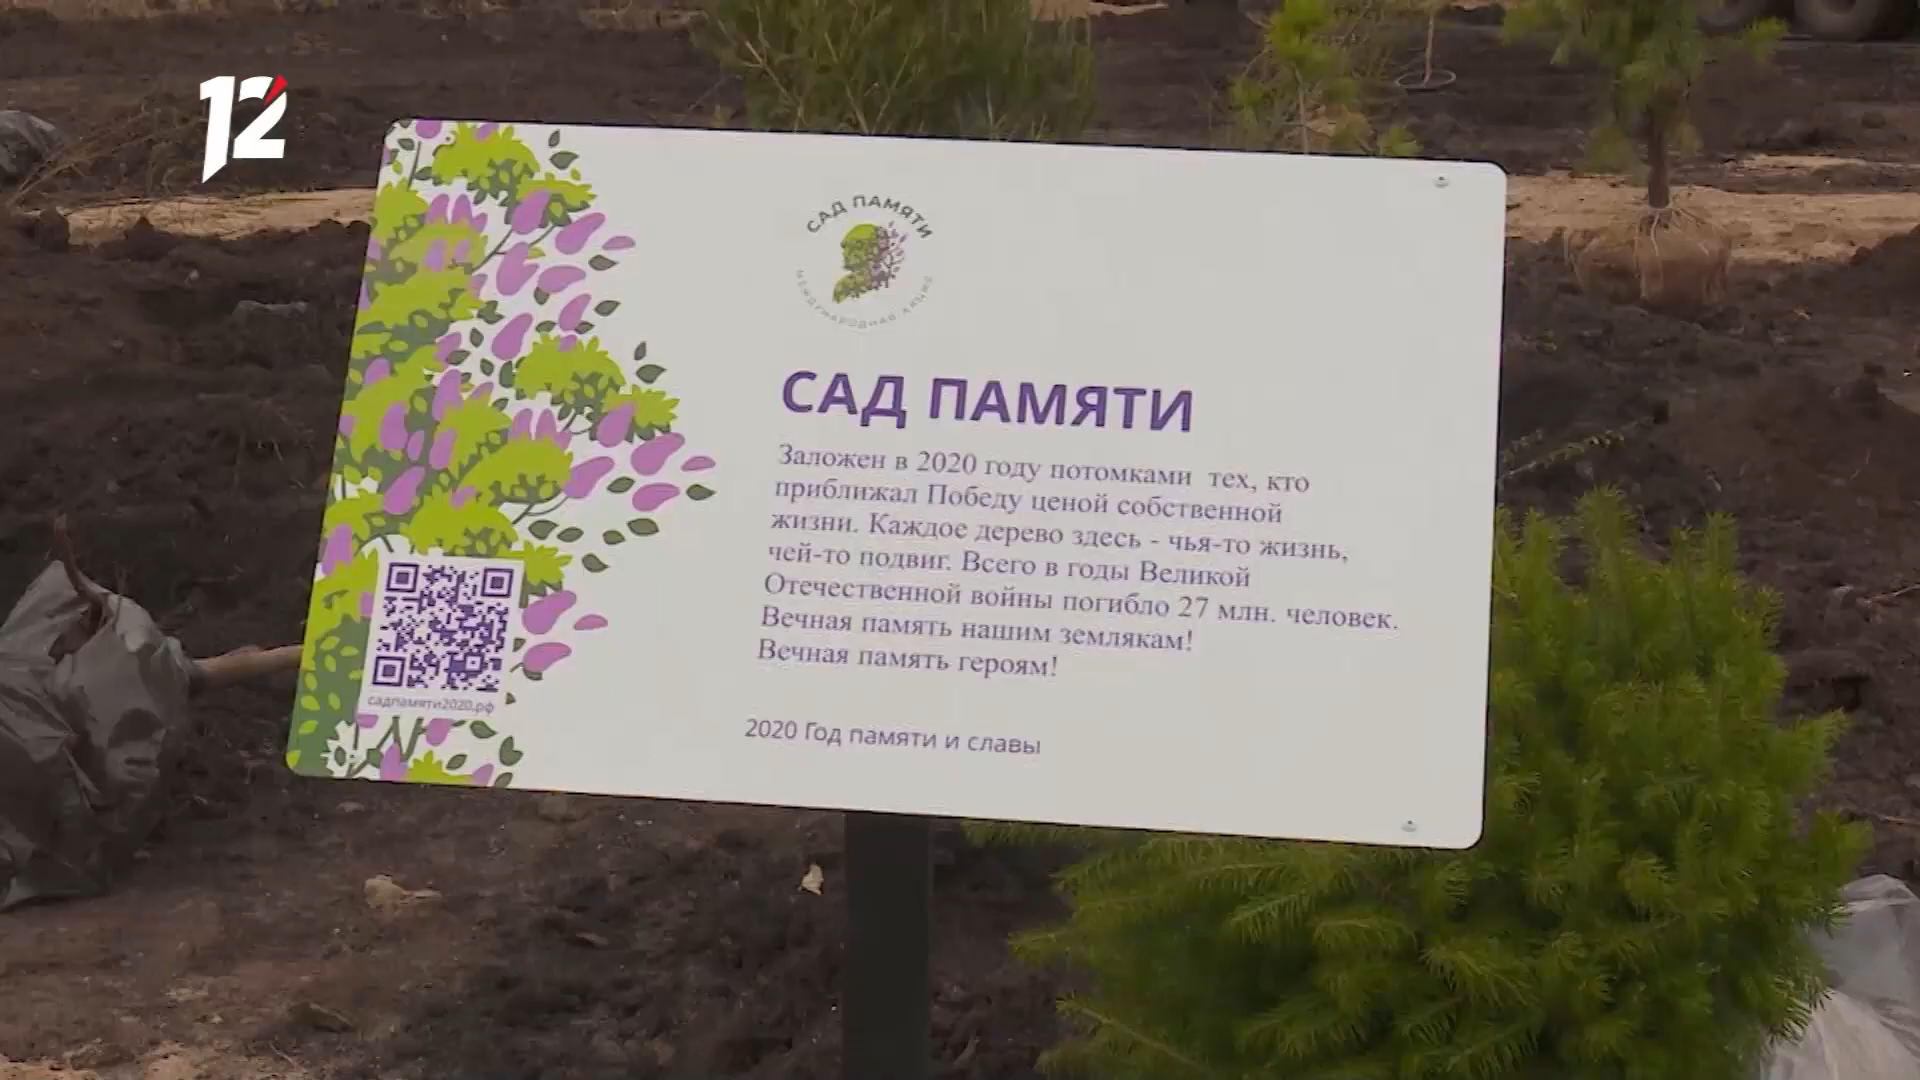 12
САД ПАМЯТИ
МЕЖДУНАРОДНАЯ АКЦИЯ
САД ПАМЯТИ
Заложен в 2020 году потомками тех, кто
приближал Победу ценой собственной
жизни. Каждое дерево здесь - чья-то жизнь,
чей-то подвиг. Всего в годы Великой
Отечественной войны погибло 27 млн. человек.
Вечная память нашим землякам!
Вечная память героям!
садпамяти2020.рф
2020 Год памяти и славы